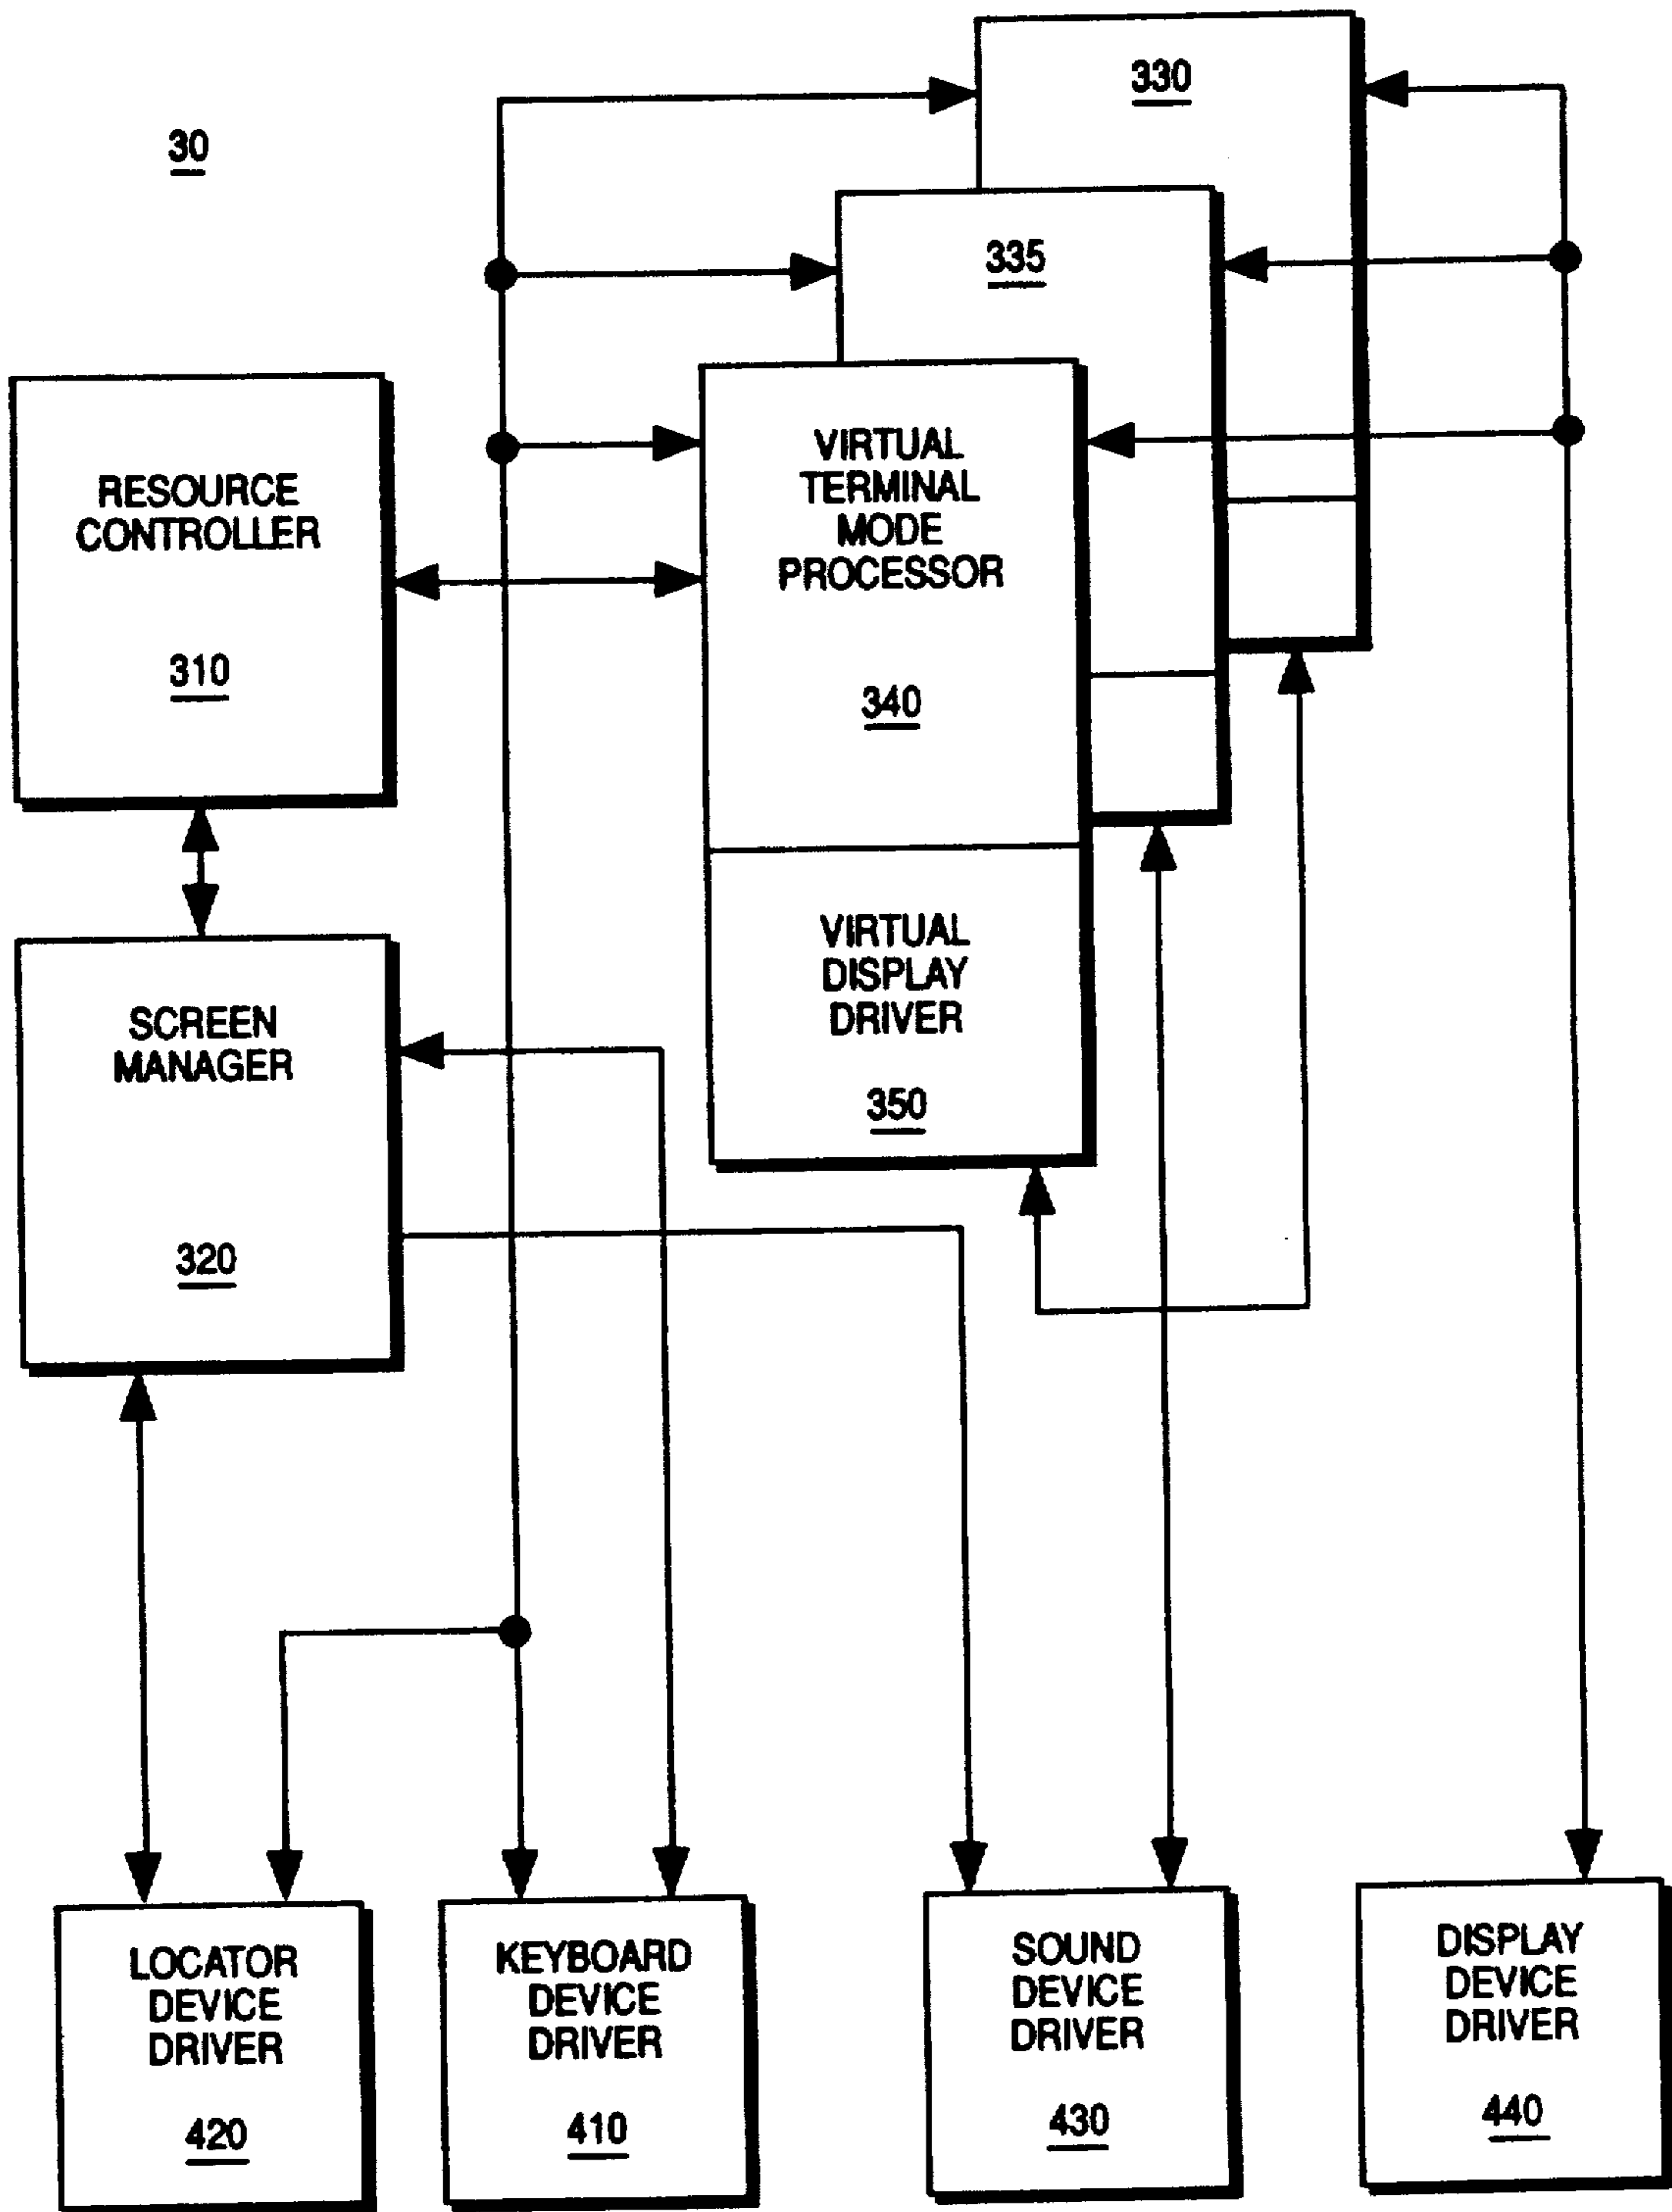 30
330
335
RESOURCE
CONTROLLER
310
VIRTUAL
TERMINAL
MODE
PROCESSOR
340
VIRTUAL
DISPLAY
DRIVER
350
SCREEN
MANAGER
320
LOCATOR
DEVICE
DRIVER
420
KEYBOARD
DEVICE
DRIVER
410
SOUND
DEVICE
DRIVER
430
DISPLAY
DEVICE
DRIVER
440